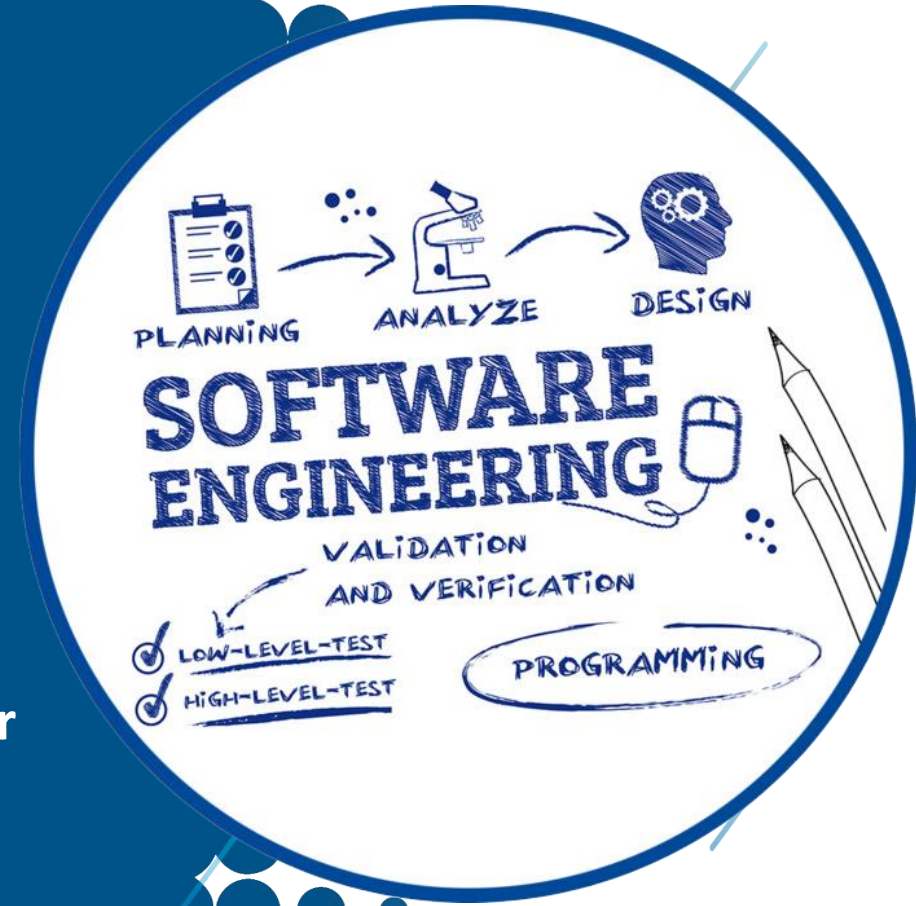 PLANNiNG
ANALYZE
DESiGN
SOFTWARE
ENGINEERING
VALiDATiON
AND VERiFiCATiON
LOW-LEVEL-TEST
HiGH-LEVEL-TEST
PROGRAMMiNG
r